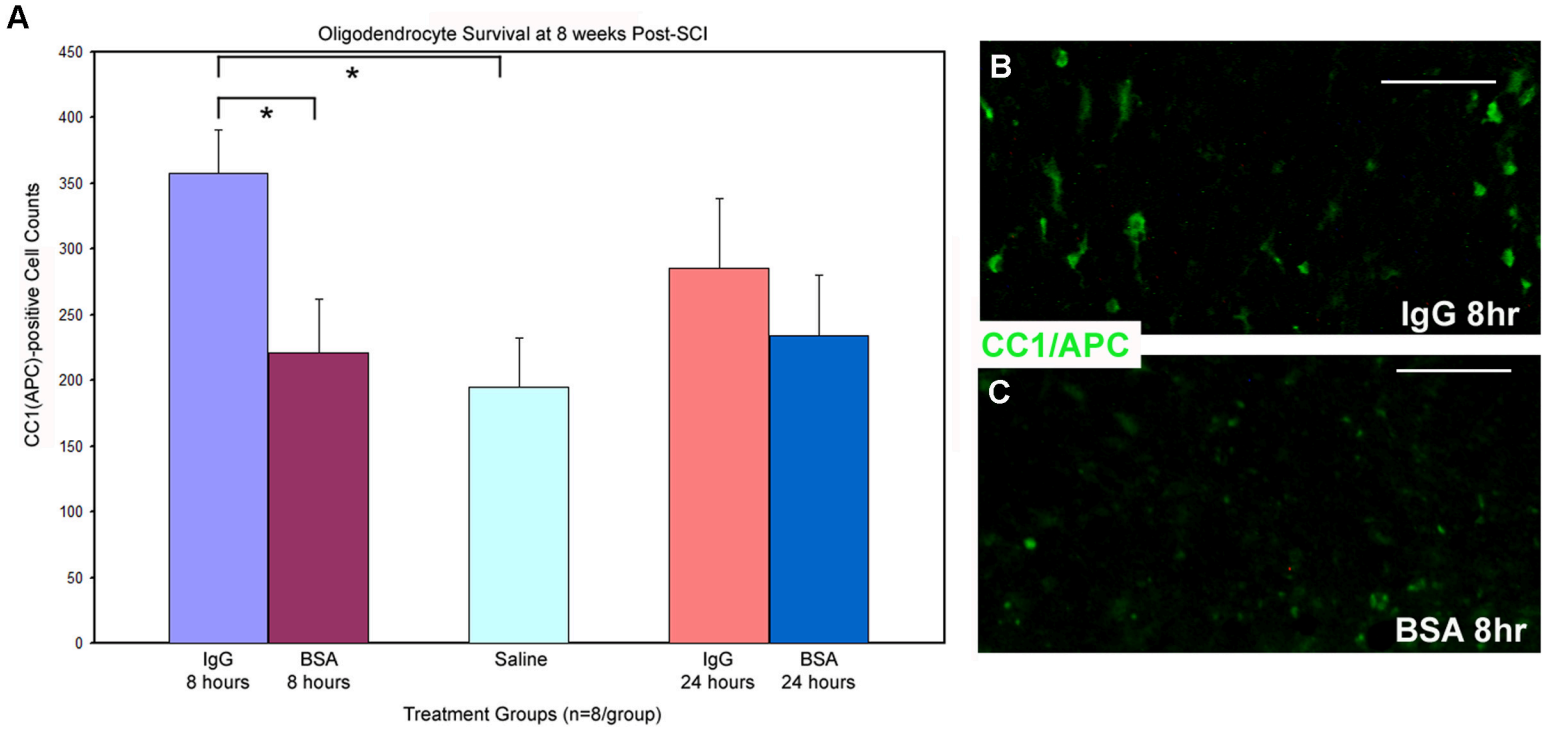 A
Oligodendrocyte Survival at 8 weeks Post-SCI
450
400
350
300
250
200
150
100
50
0
CC1(APC)-positive Cell Counts
*
*
IgG
8 hours
BSA
8 hours
Saline
IgG
24 hours
BSA
24 hours
Treatment Groups (n=8/group)
B
IgG 8hr
CC1/APC
C
BSA 8hr